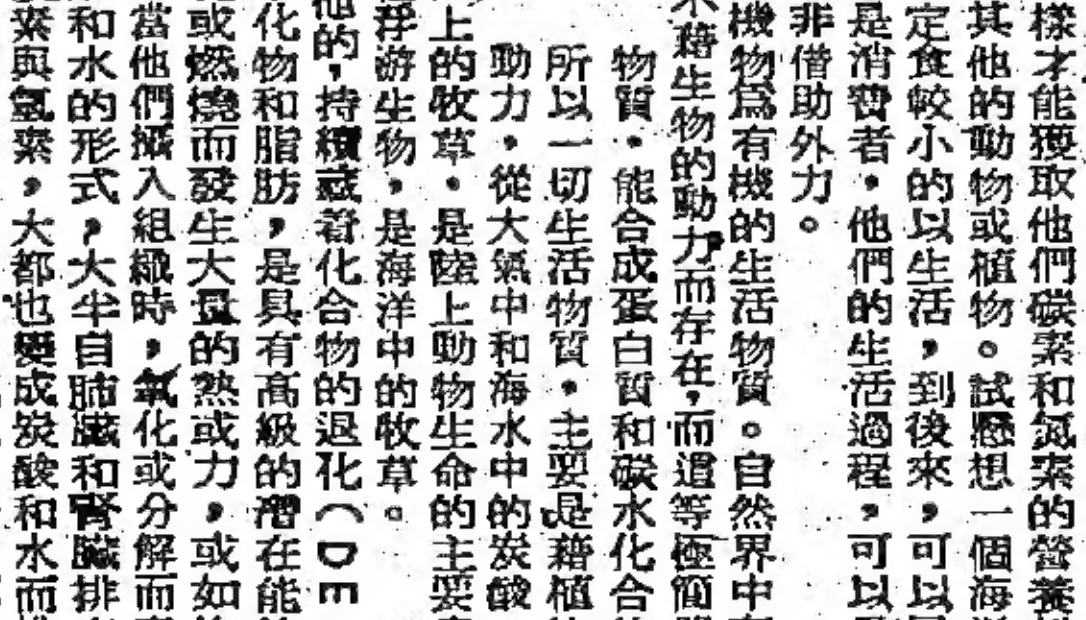 樣才能獲取他們碳素和氮素的營養
其他的動物或植物。試懸想一個海
定食較小的以生活，到後來，可以
是消費者，他們的生活過程，可以
非借助外力。
機物爲有機的生活物質。自然界中
藉生物的動力而存在，而這等極簡
物質，能合成蛋白質和碳水化合
所以一切生活物質，主要是藉植
動力，從大氣中和海水中的炭酸
上的牧草，是陸上動物生命的主要
浮游生物，是海洋中的牧草。
他的，持續或著化合物的退化（DE
化物和脂肪，是具有高級的潛在能
或燃燒而發生大量的熱或力，或如
當他們攝入組織時，氧化或分解而
和水的形式，大半自肺臟和腎臟排
素與氫素，大都也變成炭酸和水而